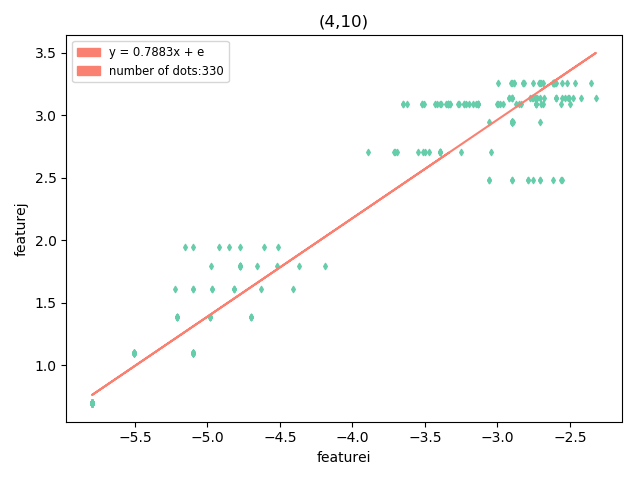 (4,10)
y = 0.7883x + e
number of dots:330
3.5
3.0
2.5
2.0
1.5
1.0
featurej
−5.5 −5.0 −4.5 −4.0 −3.5 −3.0 −2.5
featurei